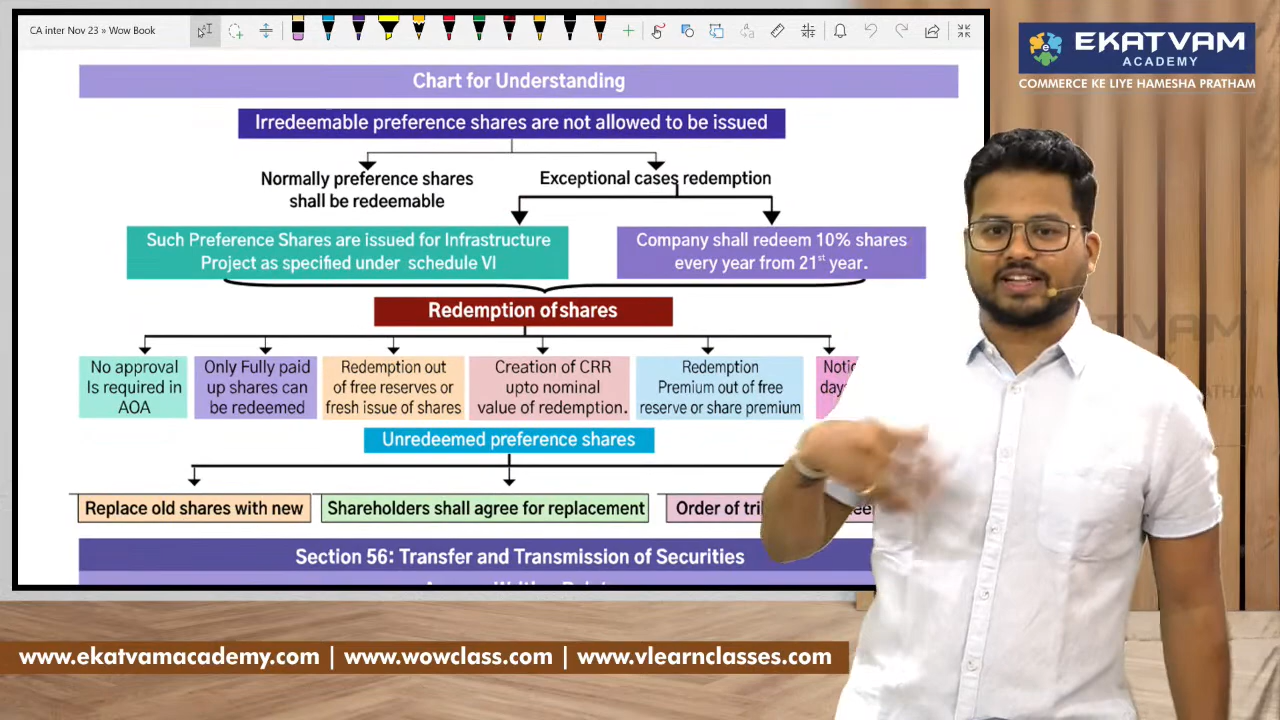 CA inter Nov 23 » Wow Book
EKATVAM
ACADEMY
COMMERCE KE LIYE HAMESHA PRATHAM
Chart for Understanding
Irredeemable preference shares are not allowed to be issued
Normally preference shares
shall be redeemable
Exceptional cases redemption
Such Preference Shares are issued for Infrastructure
Project as specified under schedule VI
Company shall redeem 10% shares
every year from 21st year.
Redemption of shares
No approval
Is required in
AOA
Only Fully paid
up shares can
be redeemed
Redemption out
of free reserves or
fresh issue of shares
Creation of CRR
upto nominal
value of redemption.
Redemption
Premium out of free
reserve or share premium
Unredeemed preference shares
Replace old shares with new
Shareholders shall agree for replacement
Order of
Section 56: Transfer and Transmission of Securities
www.ekatvamacademy.com | www.wowclass.com | www.vlearnclasses.com